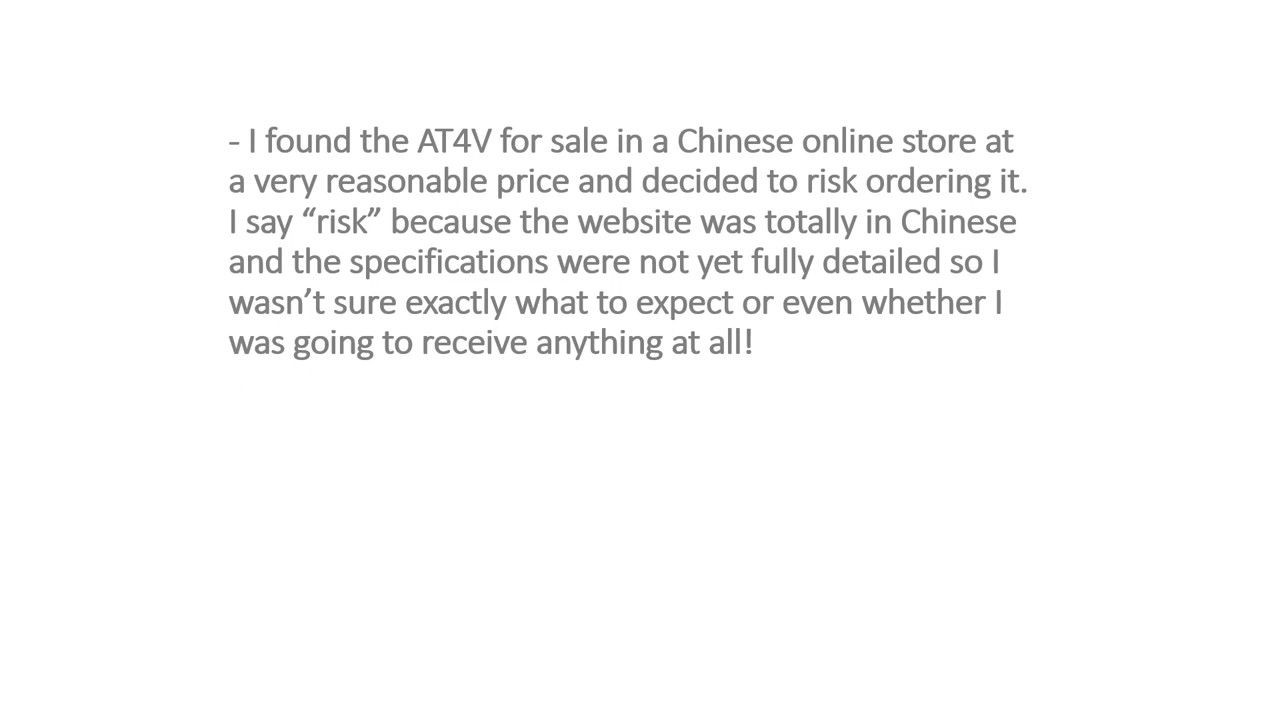 - I found the AT4V for sale in a Chinese online store at
a very reasonable price and decided to risk ordering it.
I say “risk” because the website was totally in Chinese
and the specifications were not yet fully detailed so I
wasn’t sure exactly what to expect or even whether I
was going to receive anything at all!